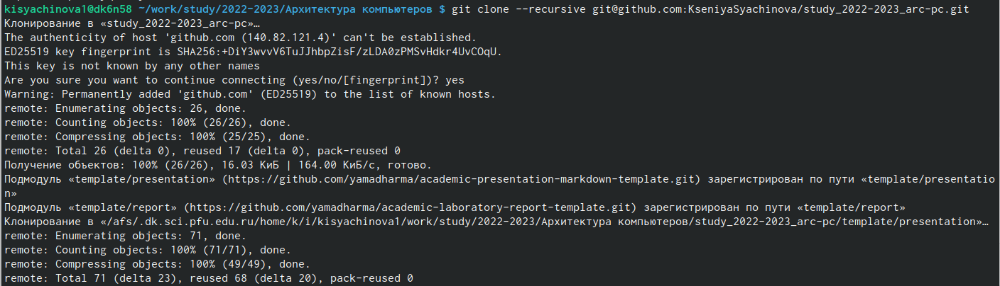 kisyachinova1@dk6n58 ~/work/study/2022-2023/Архитектура компьютеров $ git clone --recursive git@github.com:KseniyaSyachinova/study_2022-2023_arc-pc.git
Клонирование в «study_2022-2023_arc-pc»…
The authenticity of host 'github.com (140.82.121.4)' can't be established.
ED25519 key fingerprint is SHA256:+DiY3wvvV6TuJJhbpZisF/zLDA0zPMSvHdkr4UvCOqU.
This key is not known by any other names
Are you sure you want to continue connecting (yes/no/[fingerprint])? yes
Warning: Permanently added 'github.com' (ED25519) to the list of known hosts.
remote: Enumerating objects: 26, done.
remote: Counting objects: 100% (26/26), done.
remote: Compressing objects: 100% (25/25), done.
remote: Total 26 (delta 0), reused 17 (delta 0), pack-reused 0
Получение объектов: 100% (26/26), 16.03 КиБ | 164.00 КиБ/с, готово.
Подмодуль «template/presentation» (https://github.com/yamadharma/academic-presentation-markdown-template.git) зарегистрирован по пути «template/presentatio
n»
Подмодуль «template/report» (https://github.com/yamadharma/academic-laboratory-report-template.git) зарегистрирован по пути «template/report»
Клонирование в «/afs/.dk.sci.pfu.edu.ru/home/k/i/kisyachinova1/work/study/2022-2023/Архитектура компьютеров/study_2022-2023_arc-pc/template/presentation»…
remote: Enumerating objects: 71, done.
remote: Counting objects: 100% (71/71), done.
remote: Compressing objects: 100% (49/49), done.
remote: Total 71 (delta 23), reused 68 (delta 20), pack-reused 0